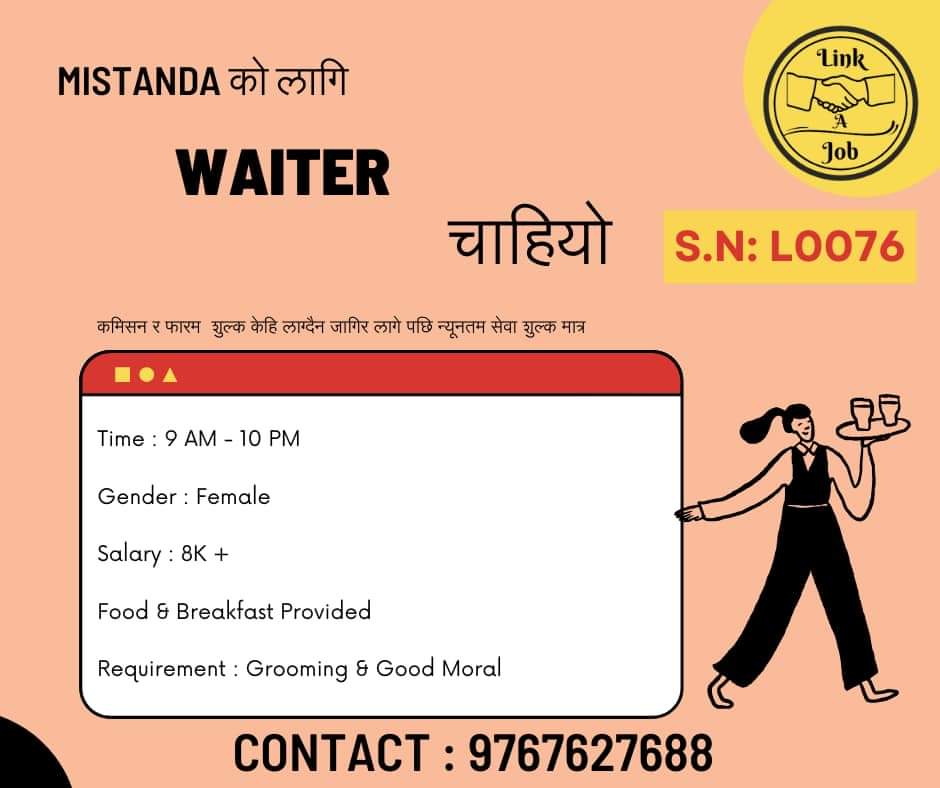 MISTANDA को लागि
Link
A
Job
WAITER
चाहियो
S.N: L0076
कमिसन र फारम शुल्क केहि लाग्दैन जागिर लागे पछि न्यूनतम सेवा शुल्क मात्र
Time : 9 AM - 10 PM
Gender : Female
Salary : 8K +
Food & Breakfast Provided
Requirement : Grooming & Good Moral
CONTACT : 9767627688